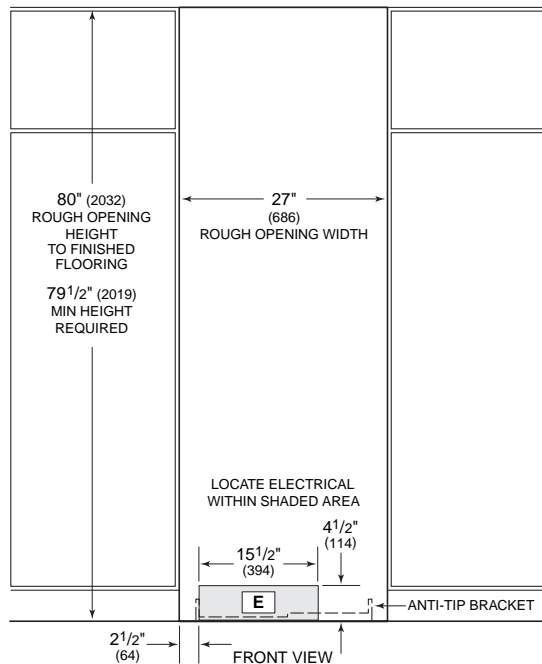 80" (2032)
ROUGH OPENING
HEIGHT
TO FINISHED
FLOORING
79 1/2" (2019)
MIN HEIGHT
REQUIRED
27"
(686)
ROUGH OPENING WIDTH
LOCATE ELECTRICAL
WITHIN SHADED AREA
4 1/2"
(114)
15 1/2"
(394)
E
ANTI-TIP BRACKET
2 1/2"
(64)
FRONT VIEW